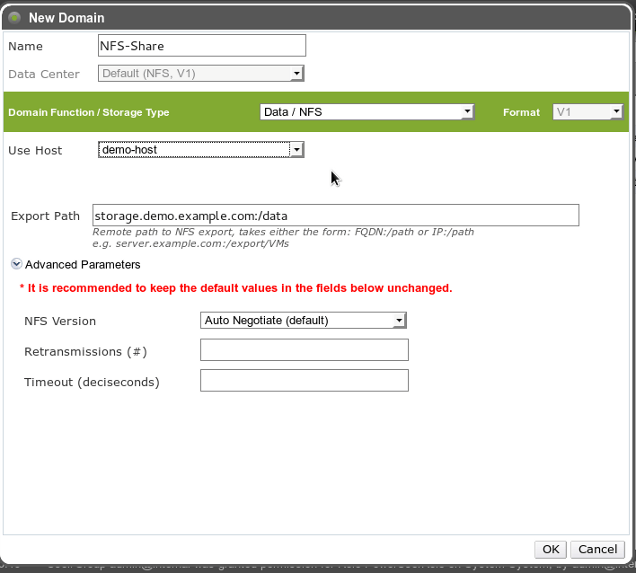 New Domain
Name NFS-Share
Data Center Default (NFS, V1)
Domain Function / Storage Type Data / NFS Format V1
Use Host demo-host
Export Path storage.demo.example.com:/data
Remote path to NFS export, takes either the form: FQDN:/path or IP:/path
e.g. server.example.com:/export/VMs
Advanced Parameters
* It is recommended to keep the default values in the fields below unchanged.
NFS Version Auto Negotiate (default)
Retransmissions (#)
Timeout (deciseconds)
OK Cancel